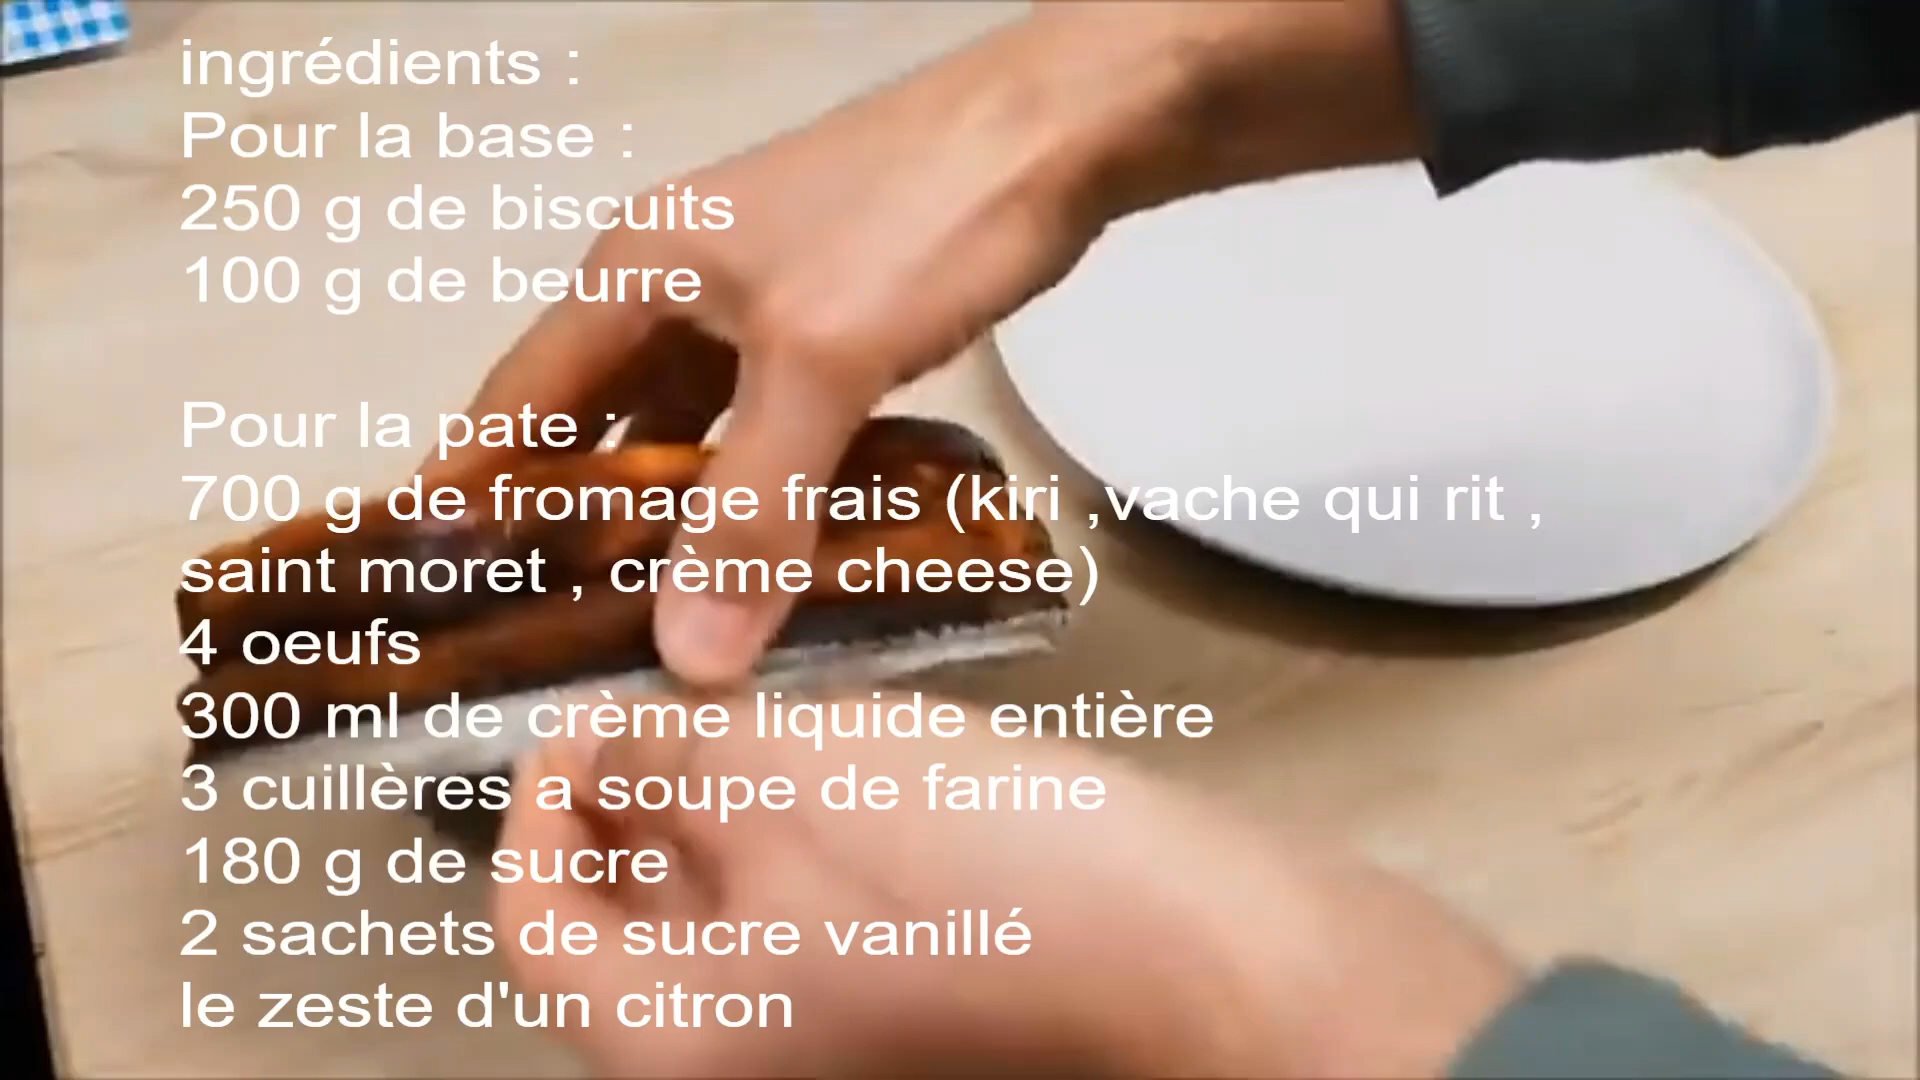 ingrédients :
Pour la base :
250 g de biscuits
100 g de beurre
Pour la pate :
700 g de fromage frais (kiri ,vache qui rit ,
saint moret , crème cheese)
4 oeufs
300 ml de crème liquide entière
3 cuillères a soupe de farine
180 g de sucre
2 sachets de sucre vanillé
le zeste d'un citron